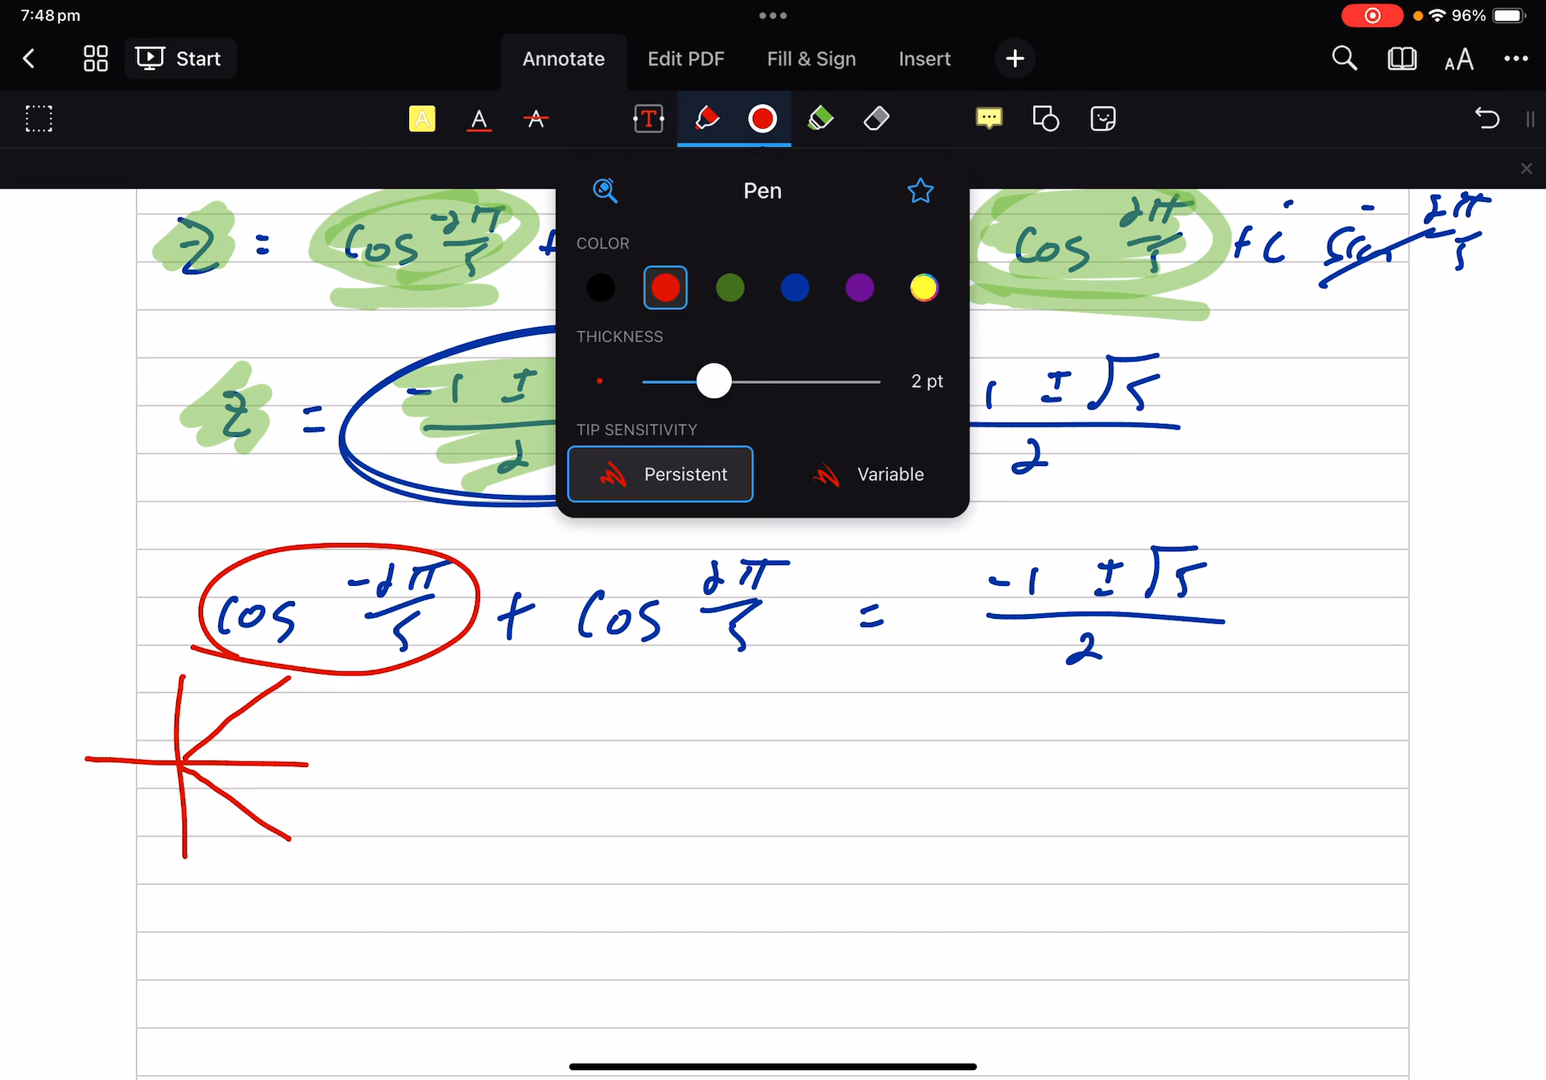 7:48 pm
96%
Start
Annotate
Edit PDF
Fill & Sign
Insert
Pen
COLOR
THICKNESS
2 pt
TIP SENSITIVITY
Persistent
Variable
Z = cos -2π/5 +
cos 2π/5 + i sin 2π/5
Z = -1 ±
2
1 ± √5
2
cos -2π/5 + cos 2π/5 = -1 ± √5 / 2